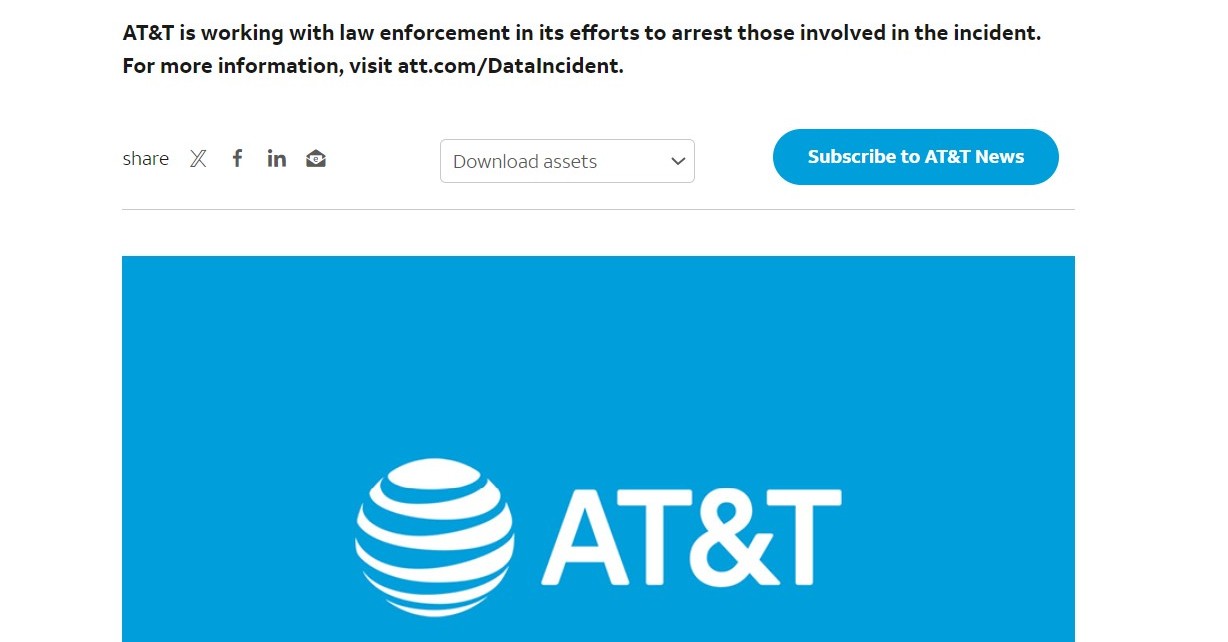 AT&T is working with law enforcement in its efforts to arrest those involved in the incident.
For more information, visit att.com/DataIncident.
share
Download assets
Subscribe to AT&T News
AT&T